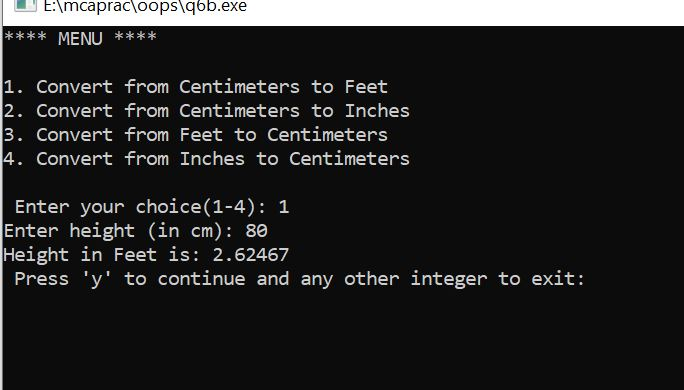 E:\mcaprac\oops\q6b.exe
**** MENU ****
1. Convert from Centimeters to Feet
2. Convert from Centimeters to Inches
3. Convert from Feet to Centimeters
4. Convert from Inches to Centimeters
Enter your choice(1-4): 1
Enter height (in cm): 80
Height in Feet is: 2.62467
Press 'y' to continue and any other integer to exit: